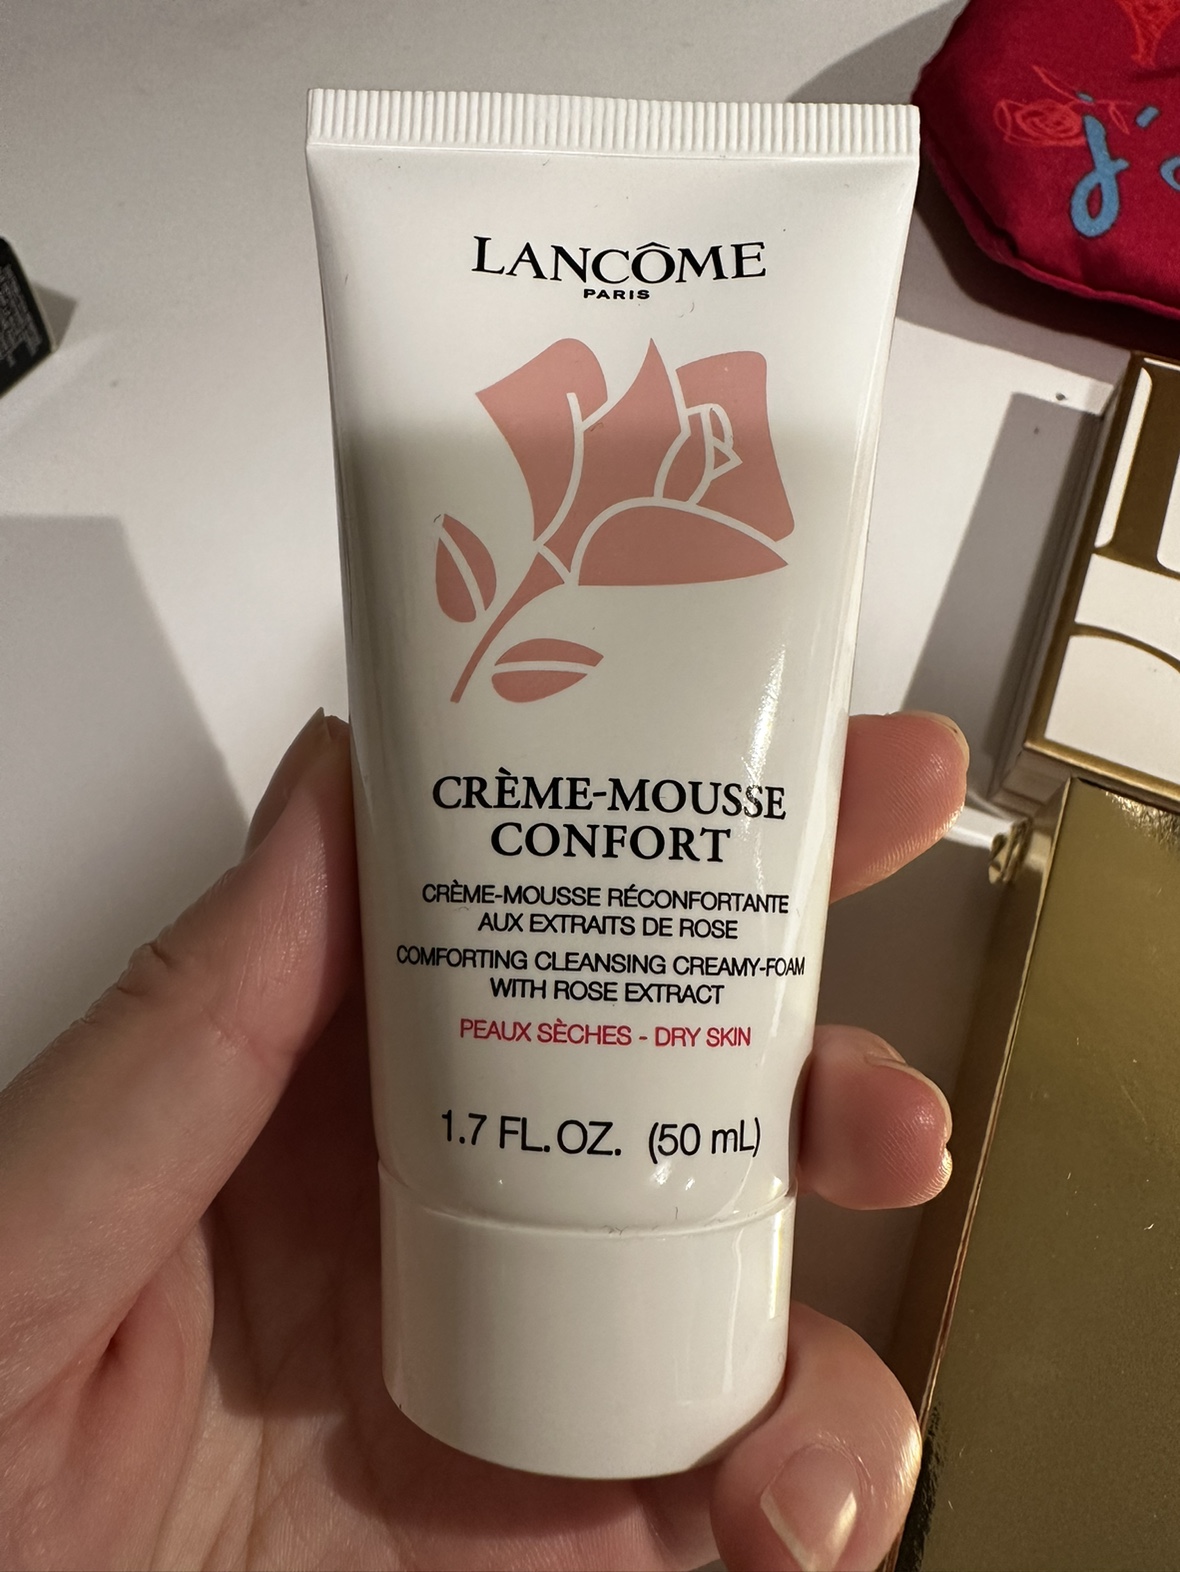 LANCÔME
PARIS
CRÈME-MOUSSE
CONFORT
CRÈME-MOUSSE RÉCONFORTANTE
AUX EXTRAITS DE ROSE
COMFORTING CLEANSING CREAMY-FOAM
WITH ROSE EXTRACT
PEAUX SÈCHES - DRY SKIN
1.7 FL.OZ. (50 mL)
j'